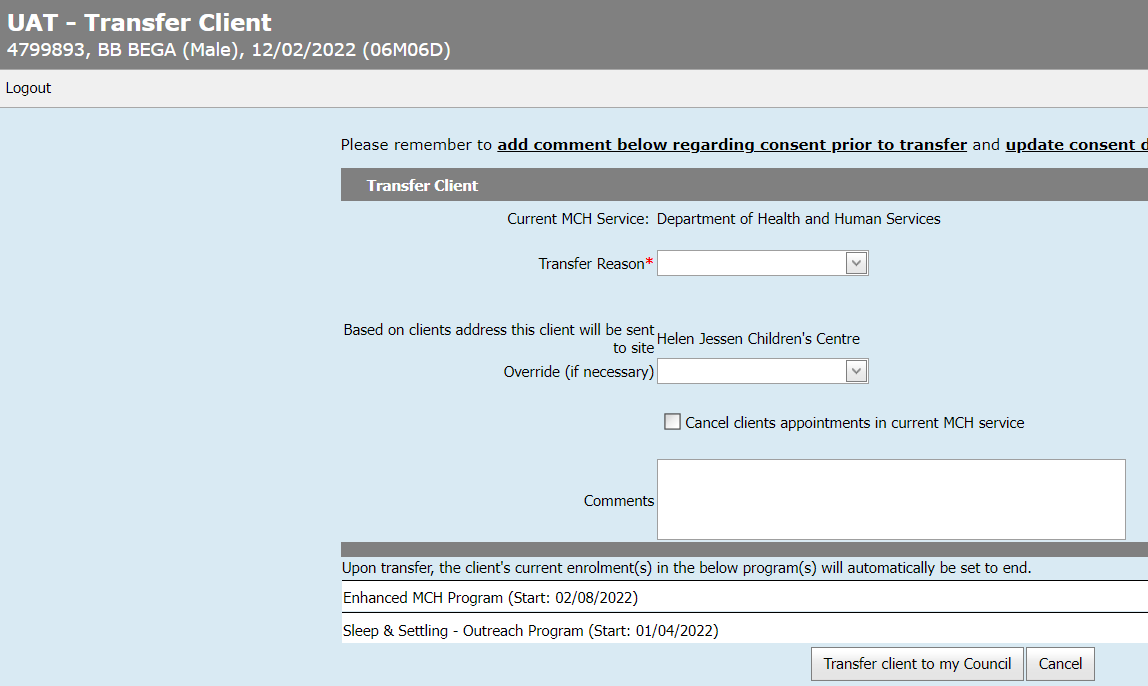 UAT - Transfer Client
4799893, BB BEGA (Male), 12/02/2022 (06M06D)
Logout
Please remember to add comment below regarding consent prior to transfer and update consent d
Transfer Client
Current MCH Service: Department of Health and Human Services
Transfer Reason*
Based on clients address this client will be sent
to site
Helen Jessen Children's Centre
Override (if necessary)
Cancel clients appointments in current MCH service
Comments
Upon transfer, the client's current enrolment(s) in the below program(s) will automatically be set to end.
Enhanced MCH Program (Start: 02/08/2022)
Sleep & Settling - Outreach Program (Start: 01/04/2022)
Transfer client to my Council Cancel